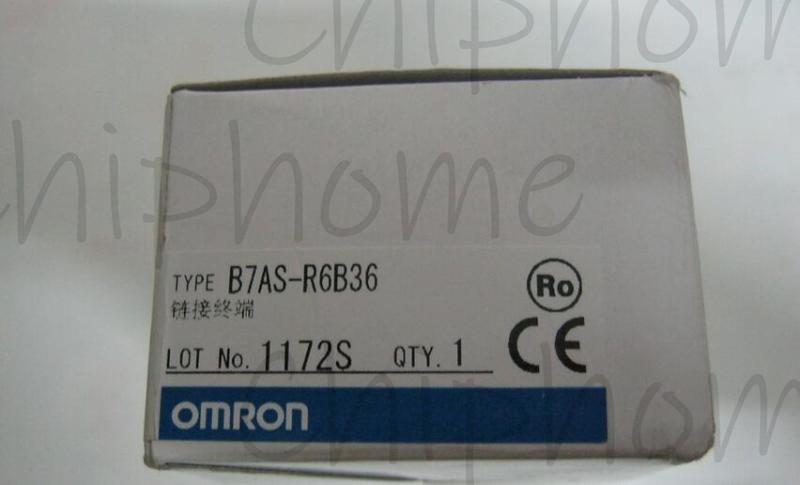 chiphome
chiphome
TYPE B7AS-R6B36
链接终端
Ro
LOT No. 1172S QTY. 1
CE
OMRON
chiphome